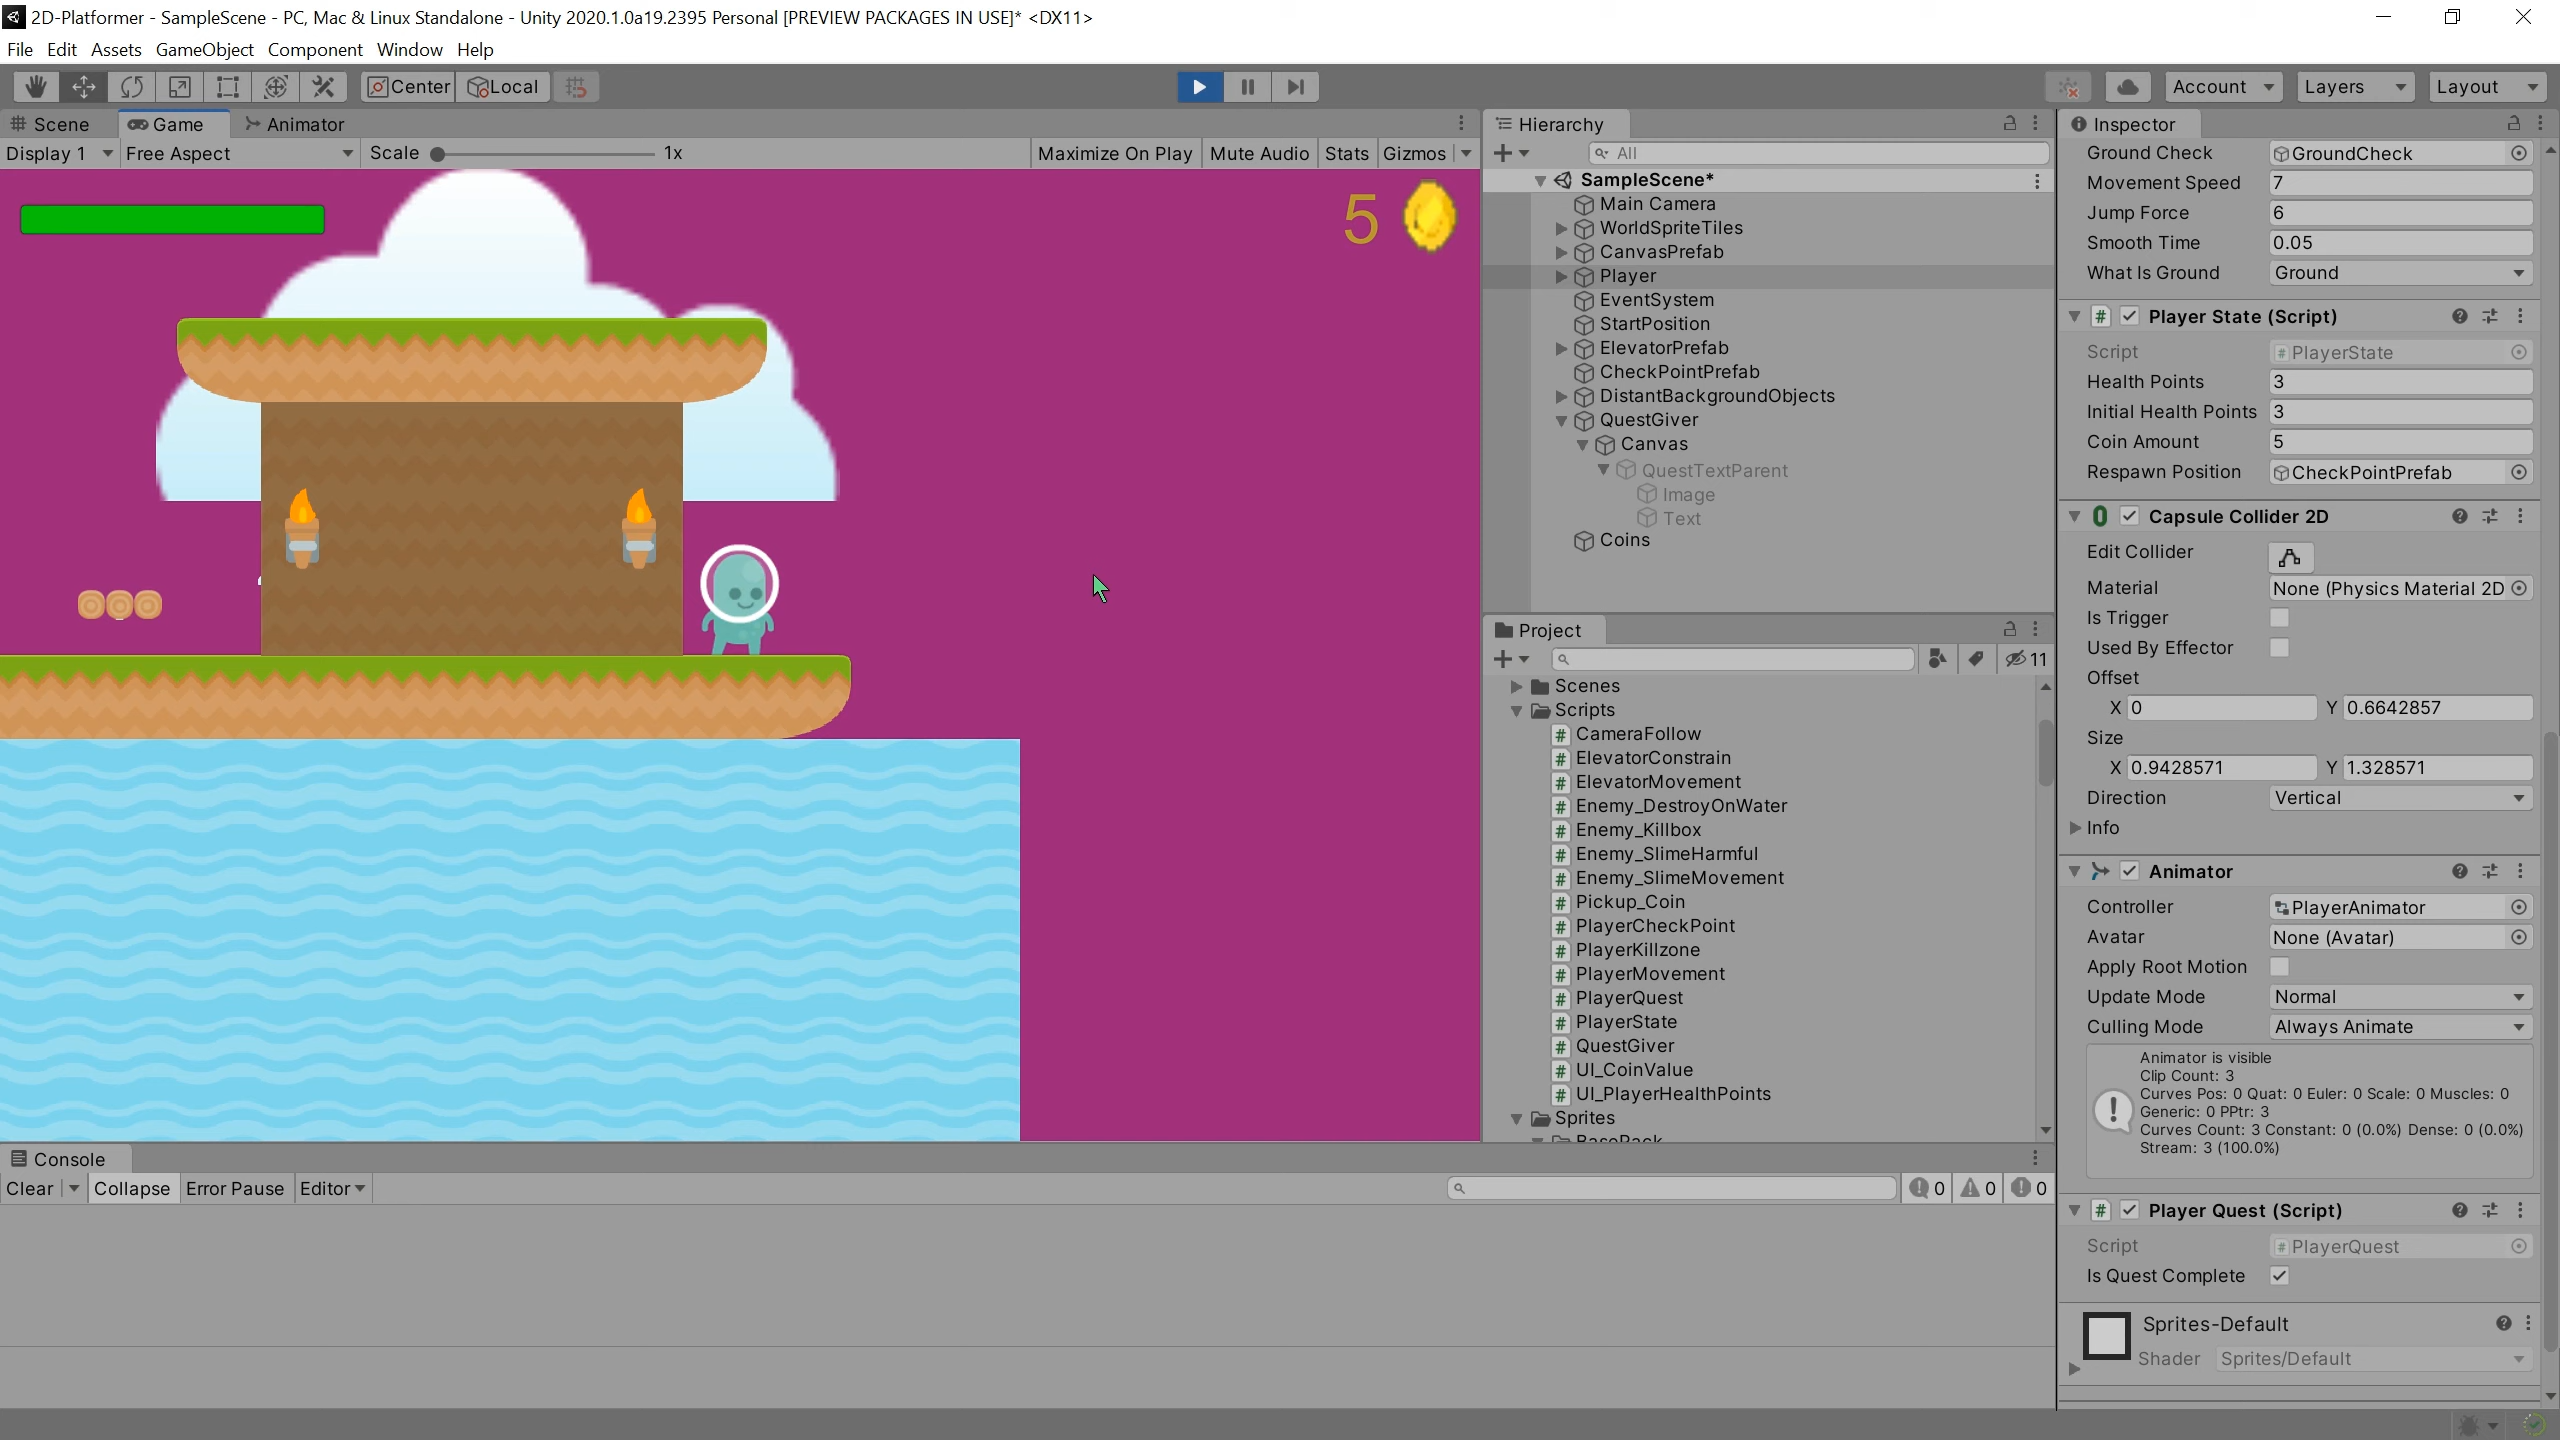 2D-Platformer - SampleScene - PC, Mac & Linux Standalone - Unity 2020.1.0a19.2395 Personal [PREVIEW PACKAGES IN USE]* <DX11>
File Edit Assets GameObject Component Window Help
Center Local Account Layers Layout
Scene Game Animator
Display 1 Free Aspect Scale 1x Maximize On Play Mute Audio Stats Gizmos
5
Hierarchy
All
SampleScene*
Main Camera
WorldSpriteTiles
CanvasPrefab
Player
EventSystem
StartPosition
ElevatorPrefab
CheckPointPrefab
DistantBackgroundObjects
QuestGiver
Canvas
QuestTextParent
Image
Text
Coins
Project
11
Scenes
Scripts
CameraFollow
ElevatorConstrain
ElevatorMovement
Enemy_DestroyOnWater
Enemy_Killbox
Enemy_SlimeHarmful
Enemy_SlimeMovement
Pickup_Coin
PlayerCheckPoint
PlayerKillzone
PlayerMovement
PlayerQuest
PlayerState
QuestGiver
UI_CoinValue
UI_PlayerHealthPoints
Sprites
BasePack
Console
Clear Collapse Error Pause Editor 0 0 0
Inspector
Ground Check GroundCheck
Movement Speed 7
Jump Force 6
Smooth Time 0.05
What Is Ground Ground
Player State (Script)
Script PlayerState
Health Points 3
Initial Health Points 3
Coin Amount 5
Respawn Position CheckPointPrefab
Capsule Collider 2D
Edit Collider
Material None (Physics Material 2D
Is Trigger
Used By Effector
Offset
X 0 Y 0.6642857
Size
X 0.9428571 Y 1.328571
Direction Vertical
Info
Animator
Controller PlayerAnimator
Avatar None (Avatar)
Apply Root Motion
Update Mode Normal
Culling Mode Always Animate
Animator is visible
Clip Count: 3
Curves Pos: 0 Quat: 0 Euler: 0 Scale: 0 Muscles: 0
Generic: 0 PPtr: 3
Curves Count: 3 Constant: 0 (0.0%) Dense: 0 (0.0%)
Stream: 3 (100.0%)
Player Quest (Script)
Script PlayerQuest
Is Quest Complete
Sprites-Default
Shader Sprites/Default